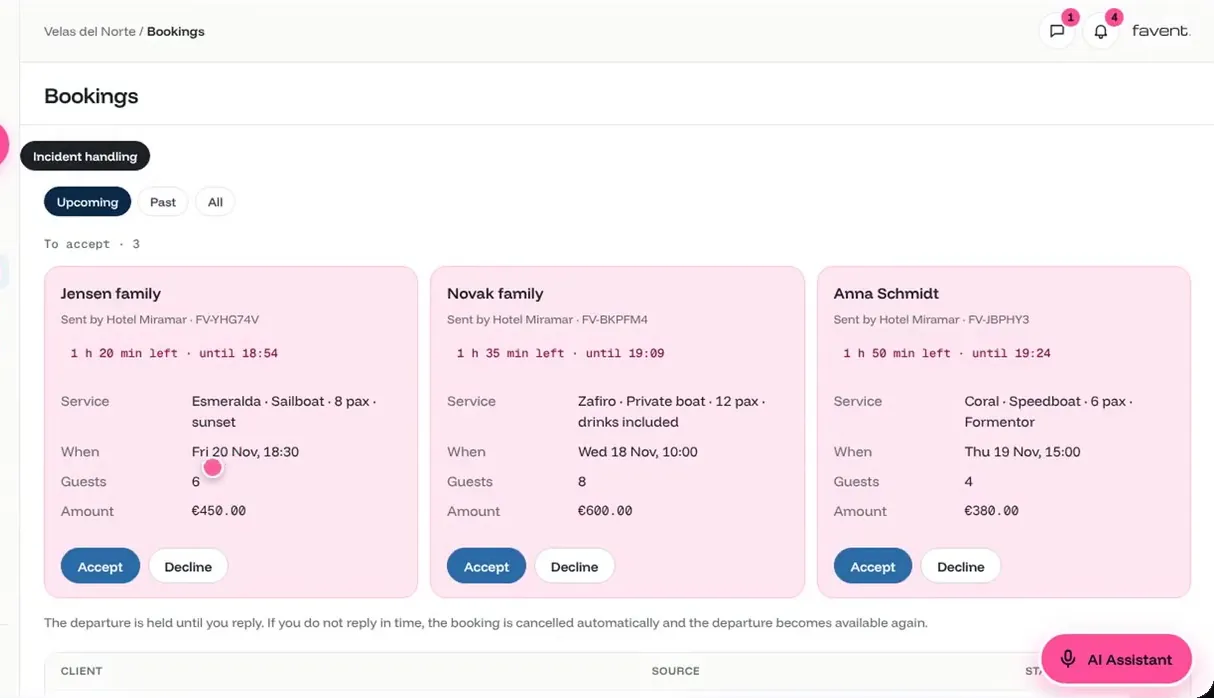 Velas del Norte / Bookings
1
4
favent.
Bookings
Incident handling
Upcoming
Past
All
To accept · 3
Jensen family
Sent by Hotel Miramar · FV-YHG74V
1 h 20 min left · until 18:54
Service
Esmeralda · Sailboat · 8 pax ·
sunset
When
Fri 20 Nov, 18:30
Guests
6
Amount
€450.00
Accept
Decline
Novak family
Sent by Hotel Miramar · FV-BKPFM4
1 h 35 min left · until 19:09
Service
Zafiro · Private boat · 12 pax ·
drinks included
When
Wed 18 Nov, 10:00
Guests
8
Amount
€600.00
Accept
Decline
Anna Schmidt
Sent by Hotel Miramar · FV-JBPHY3
1 h 50 min left · until 19:24
Service
Coral · Speedboat · 6 pax ·
Formentor
When
Thu 19 Nov, 15:00
Guests
4
Amount
€380.00
Accept
Decline
The departure is held until you reply. If you do not reply in time, the booking is cancelled automatically and the departure becomes available again.
CLIENT
SOURCE
AI Assistant